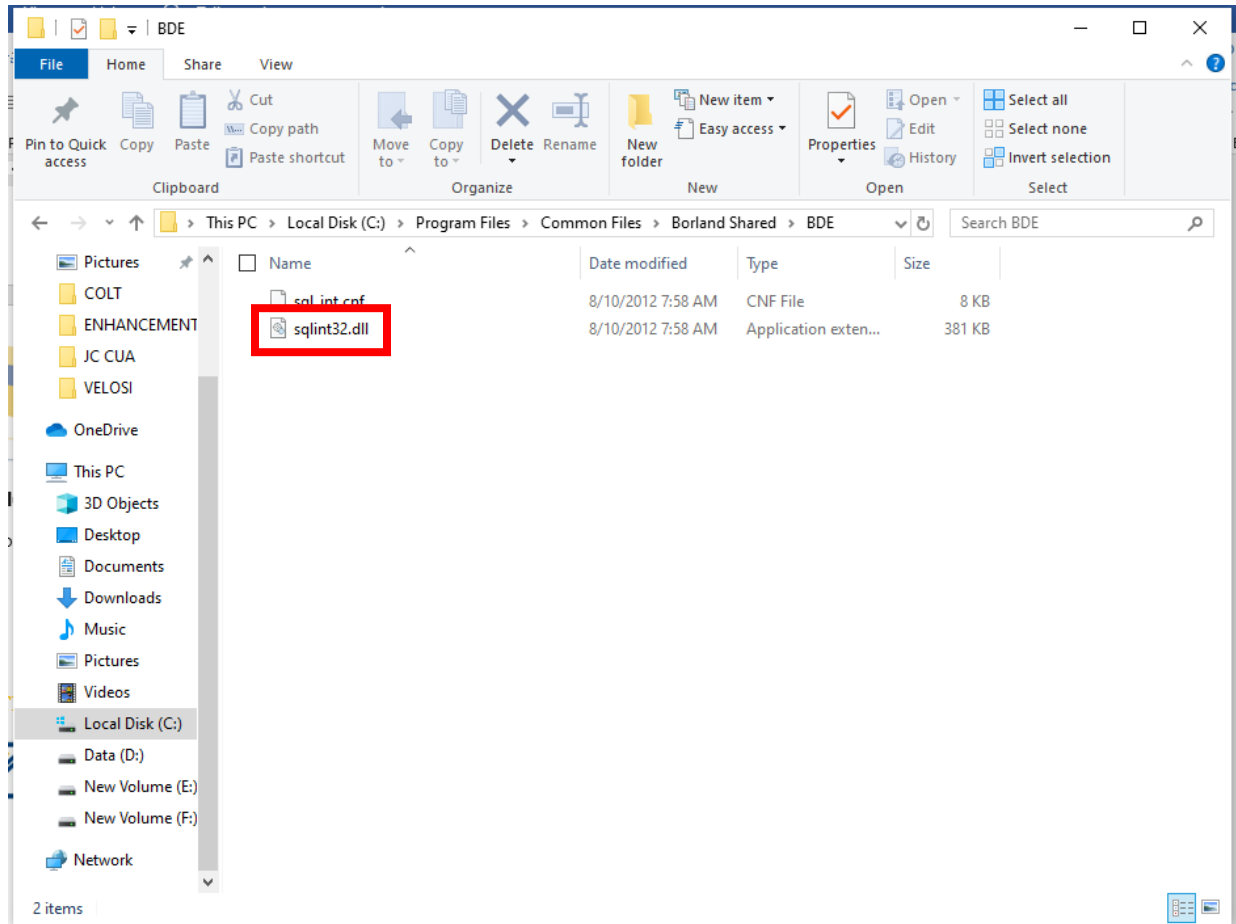 BDE
File Home Share View
Pin to Quick access
Copy
Paste
Cut
Copy path
Paste shortcut
Clipboard
Move to
Copy to
Delete
Rename
Organize
New folder
New item
Easy access
New
Properties
Open
Edit
History
Open
Select all
Select none
Invert selection
Select
This PC > Local Disk (C:) > Program Files > Common Files > Borland Shared > BDE
Search BDE
Name Date modified Type Size
sql_int.cnf 8/10/2012 7:58 AM CNF File 8 KB
sqlint32.dll 8/10/2012 7:58 AM Application exten... 381 KB
Pictures
COLT
ENHANCEMENT
JC CUA
VELOSI
OneDrive
This PC
3D Objects
Desktop
Documents
Downloads
Music
Pictures
Videos
Local Disk (C:)
Data (D:)
New Volume (E:)
New Volume (F:)
Network
2 items